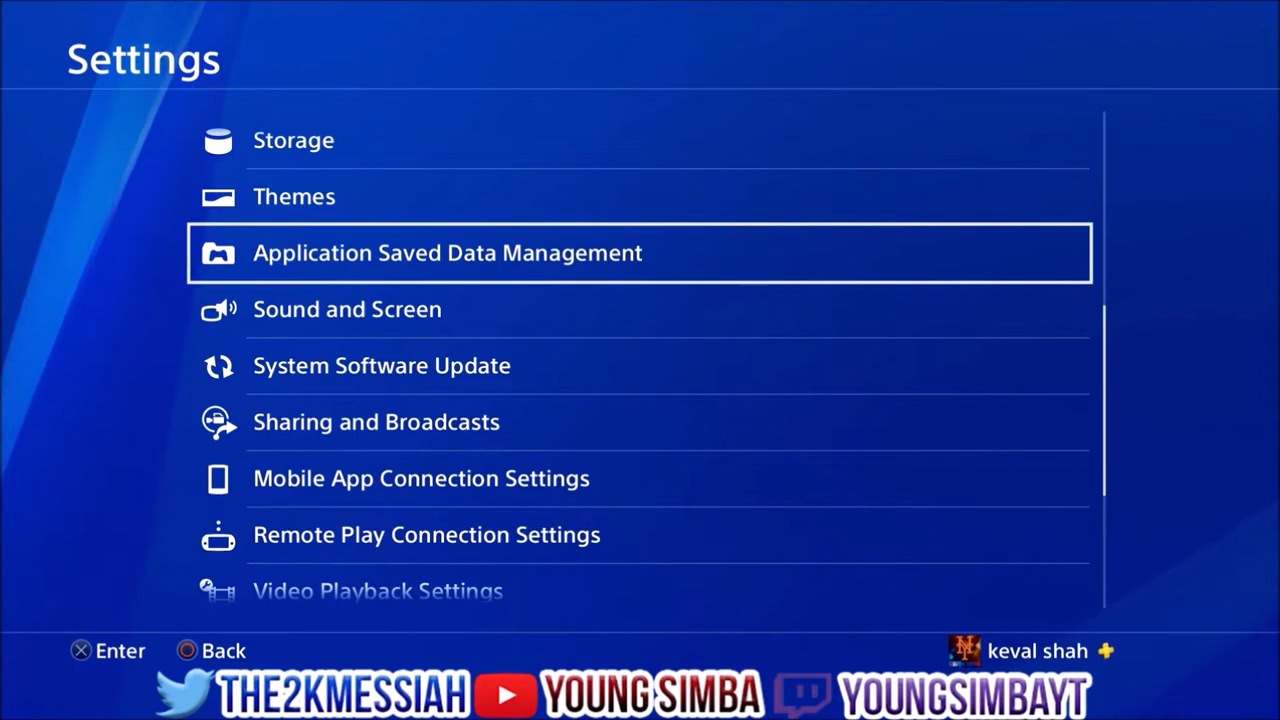 Settings
Storage
Themes
Application Saved Data Management
Sound and Screen
System Software Update
Sharing and Broadcasts
Mobile App Connection Settings
Remote Play Connection Settings
Video Playback Settings
Enter Back keval shah
THE2KMESSIAH YOUNG SIMBA YOUNGSIMBAYT